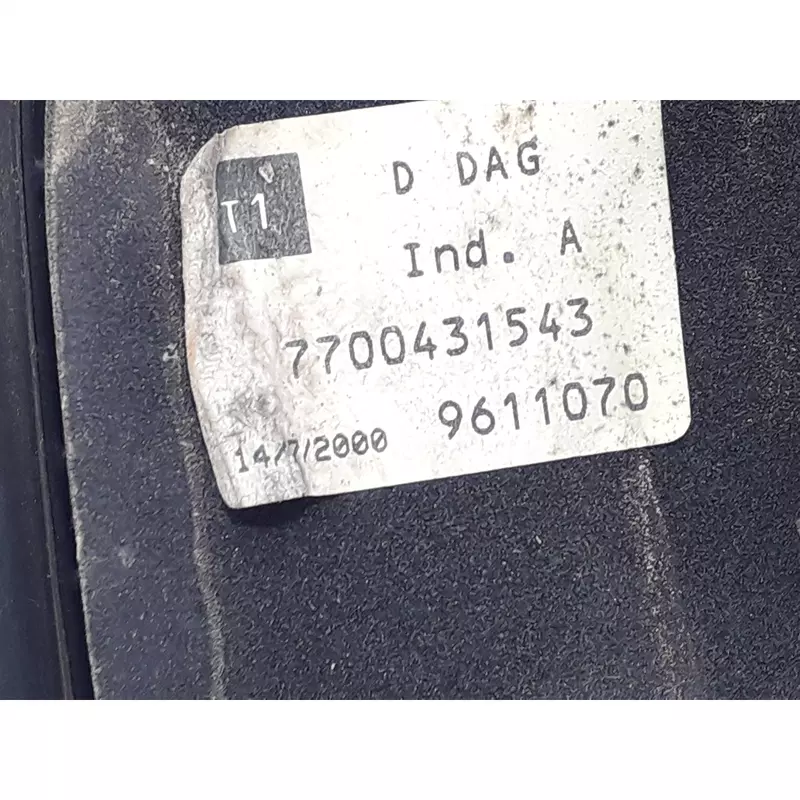 T1
D DAG
Ind. A
7700431543
14/7/2000 9611070